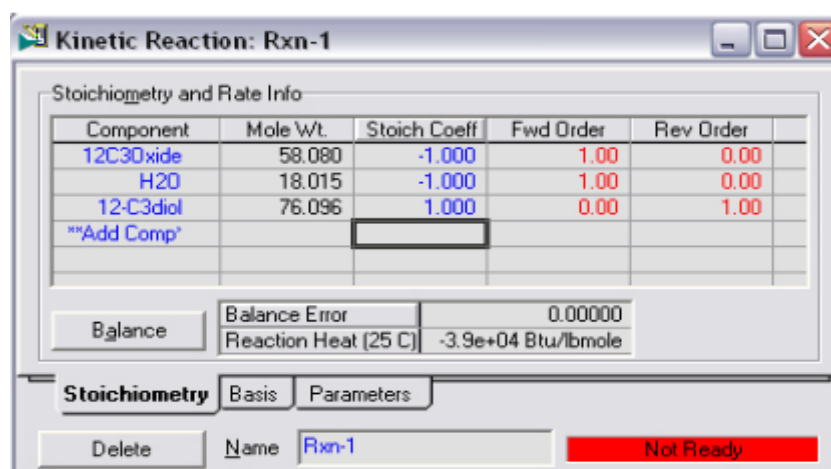 Kinetic Reaction: Rxn-1
Stoichiometry and Rate Info
Component Mole Wt. Stoich Coeff Fwd Order Rev Order
12C3Oxide 58.080 -1.000 1.00 0.00
H2O 18.015 -1.000 1.00 0.00
12-C3diol 76.096 1.000 0.00 1.00
**Add Comp*
Balance
Balance Error 0.00000
Reaction Heat (25 C) -3.9e+04 Btu/lbmole
Stoichiometry Basis Parameters
Delete Name Rxn-1 Not Ready